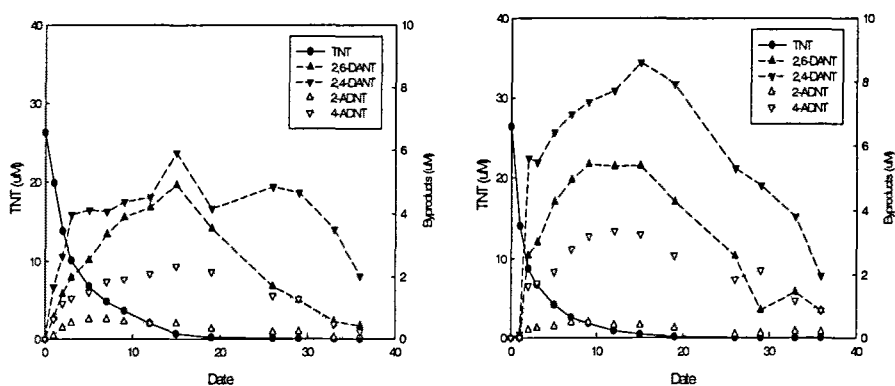 40
30
20
10
0
TNT (uM)
10
8
6
4
2
0
Byproducts (uM)
0 10 20 30 40
Date
TNT
2,6-DANT
2,4-DANT
2-ADNT
4-ADNT
40
30
20
10
0
TNT (uM)
10
8
6
4
2
0
Byproducts (uM)
0 10 20 30 40
Date
TNT
2,6-DANT
2,4-DANT
2-ADNT
4-ADNT